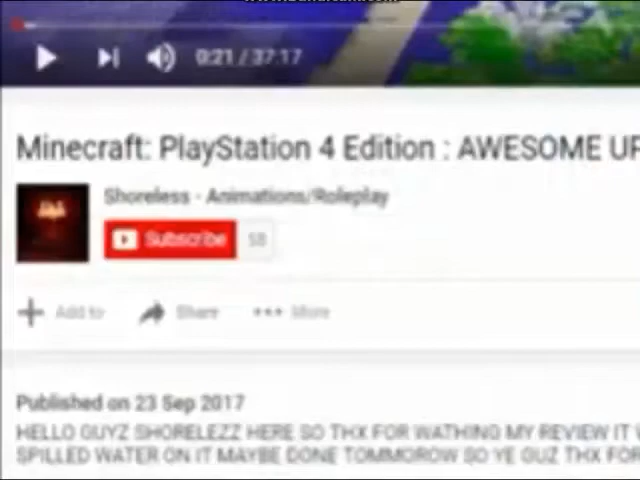 0:21 / 37:17
Minecraft: PlayStation 4 Edition : AWESOME UP
Shoreless - Animations/Roleplay
Subscribe 58
Add to Share More
Published on 23 Sep 2017
HELLO GUYZ SHORELEZZ HERE SO THX FOR WATHING MY REVIEW IT
SPILLED WATER ON IT MAYBE DONE TOMMOROW SO YE GUZ THX FOR